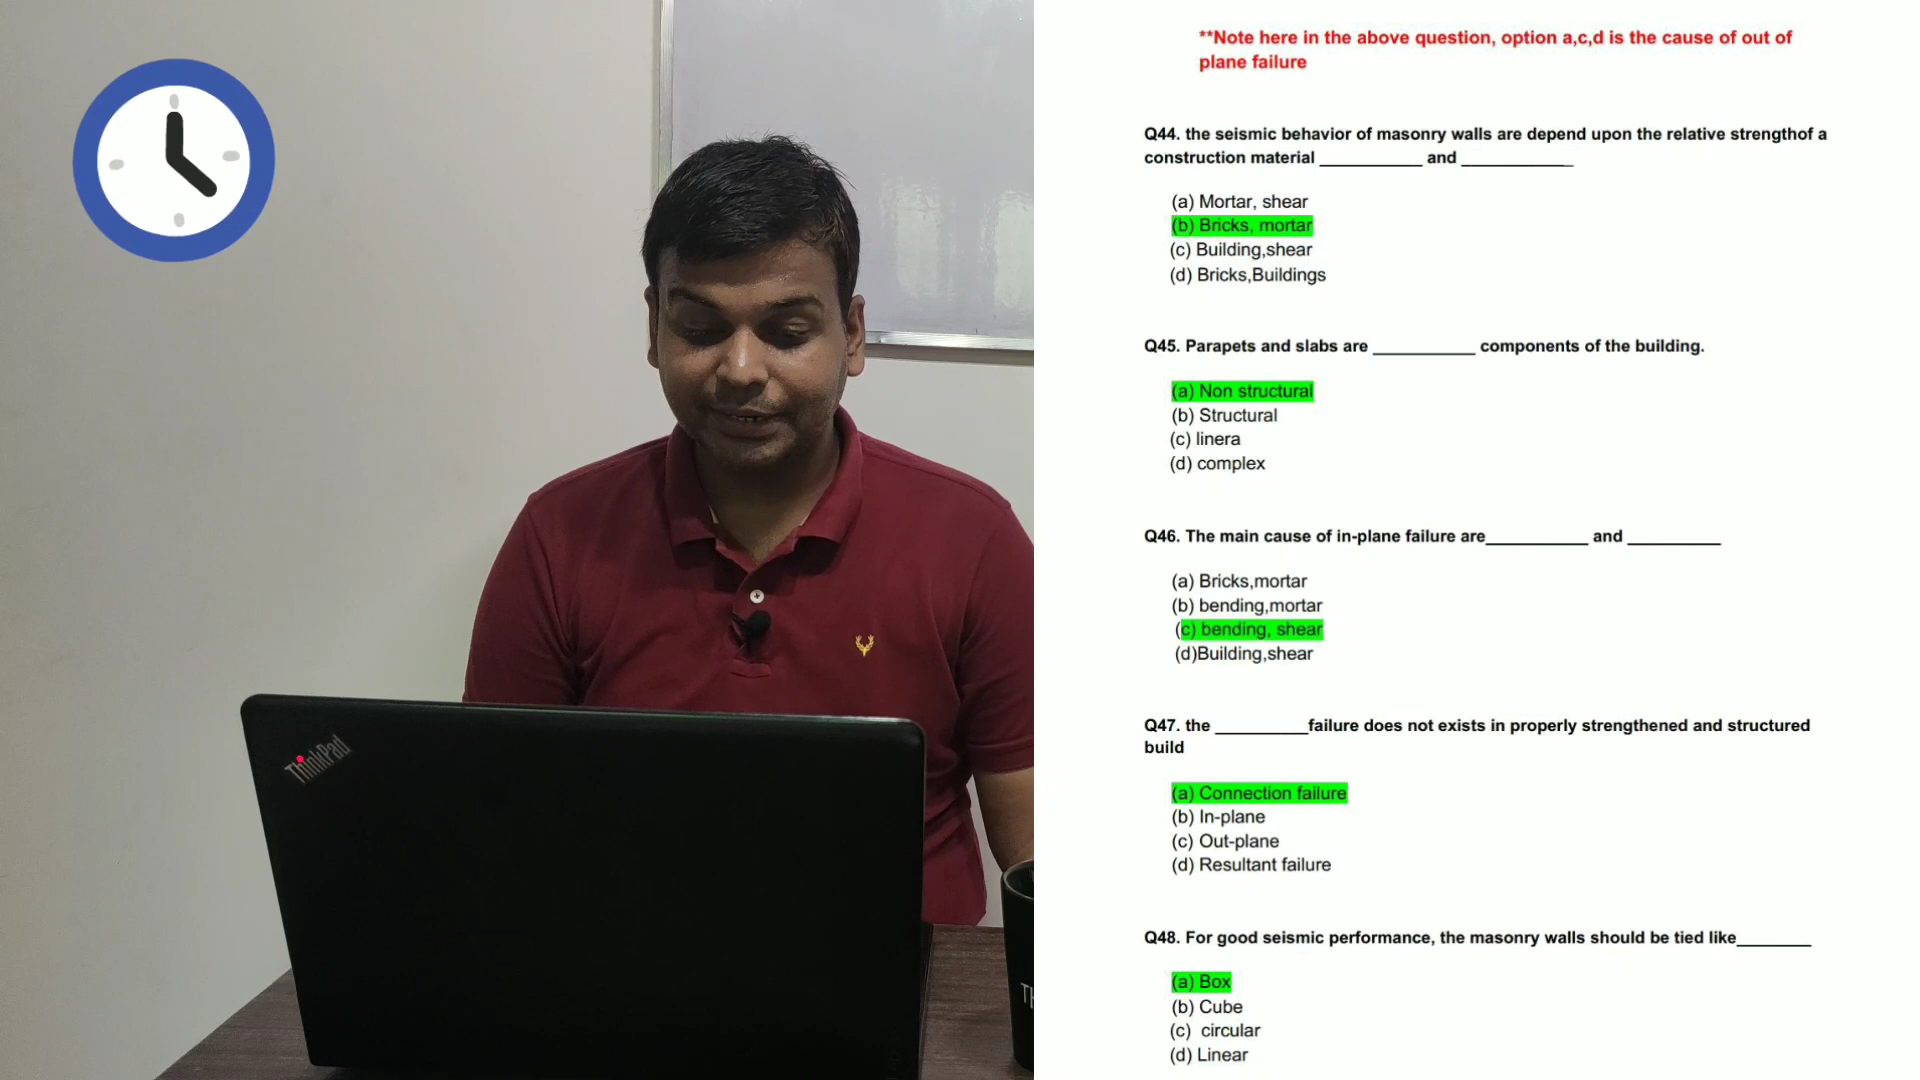 ThinkPad
**Note here in the above question, option a,c,d is the cause of out of
plane failure
Q44. the seismic behavior of masonry walls are depend upon the relative strengthof a
construction material ___________ and ____________
(a) Mortar, shear
(b) Bricks, mortar
(c) Building,shear
(d) Bricks,Buildings
Q45. Parapets and slabs are ___________ components of the building.
(a) Non structural
(b) Structural
(c) linera
(d) complex
Q46. The main cause of in-plane failure are___________ and __________
(a) Bricks,mortar
(b) bending,mortar
(c) bending, shear
(d)Building,shear
Q47. the __________failure does not exists in properly strengthened and structured
build
(a) Connection failure
(b) In-plane
(c) Out-plane
(d) Resultant failure
Q48. For good seismic performance, the masonry walls should be tied like________
(a) Box
(b) Cube
(c) circular
(d) Linear